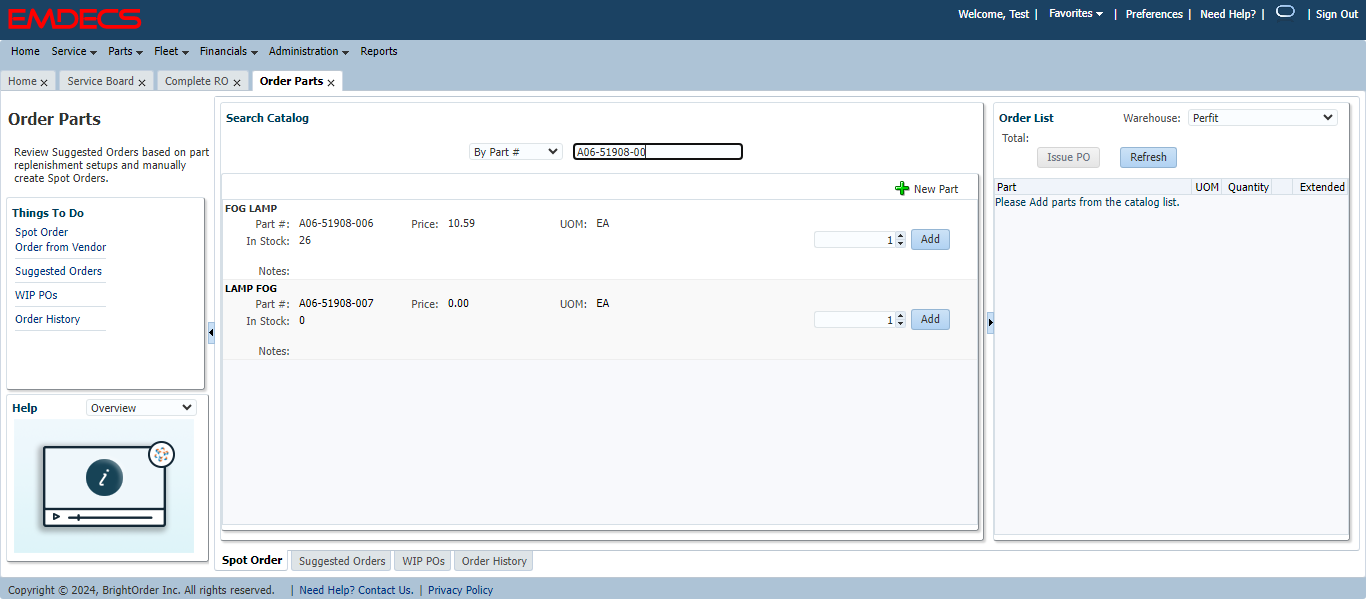 EMDECS
Welcome, Test | Favorites | Preferences | Need Help? | | Sign Out
Home Service Parts Fleet Financials Administration Reports
Home x Service Board x Complete RO x Order Parts x
Order Parts
Review Suggested Orders based on part
replenishment setups and manually
create Spot Orders.
Things To Do
Spot Order
Order from Vendor
Suggested Orders
WIP POs
Order History
Help Overview
i
Search Catalog
By Part # A06-51908-00
New Part
FOG LAMP
Part #: A06-51908-006 Price: 10.59 UOM: EA
In Stock: 26 1 Add
Notes:
LAMP FOG
Part #: A06-51908-007 Price: 0.00 UOM: EA
In Stock: 0 1 Add
Notes:
Order List Warehouse: Perfit
Total:
Issue PO Refresh
Part UOM Quantity Extended
Please Add parts from the catalog list.
Spot Order Suggested Orders WIP POs Order History
Copyright © 2024, BrightOrder Inc. All rights reserved. | Need Help? Contact Us. | Privacy Policy